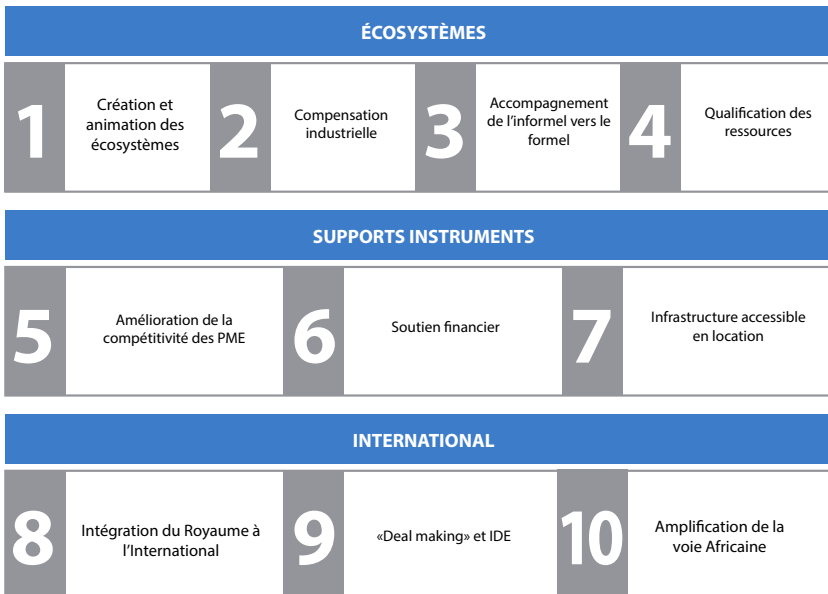 ÉCOSYSTÈMES
1
Création et
animation des
écosystèmes
2
Compensation
industrielle
3
Accompagnement
de l'informel vers le
formel
4
Qualification des
ressources
SUPPORTS INSTRUMENTS
5
Amélioration de la
compétitivité des PME
6
Soutien financier
7
Infrastructure accessible
en location
INTERNATIONAL
8
Intégration du Royaume à
l'International
9
«Deal making» et IDE
10
Amplification de la
voie Africaine